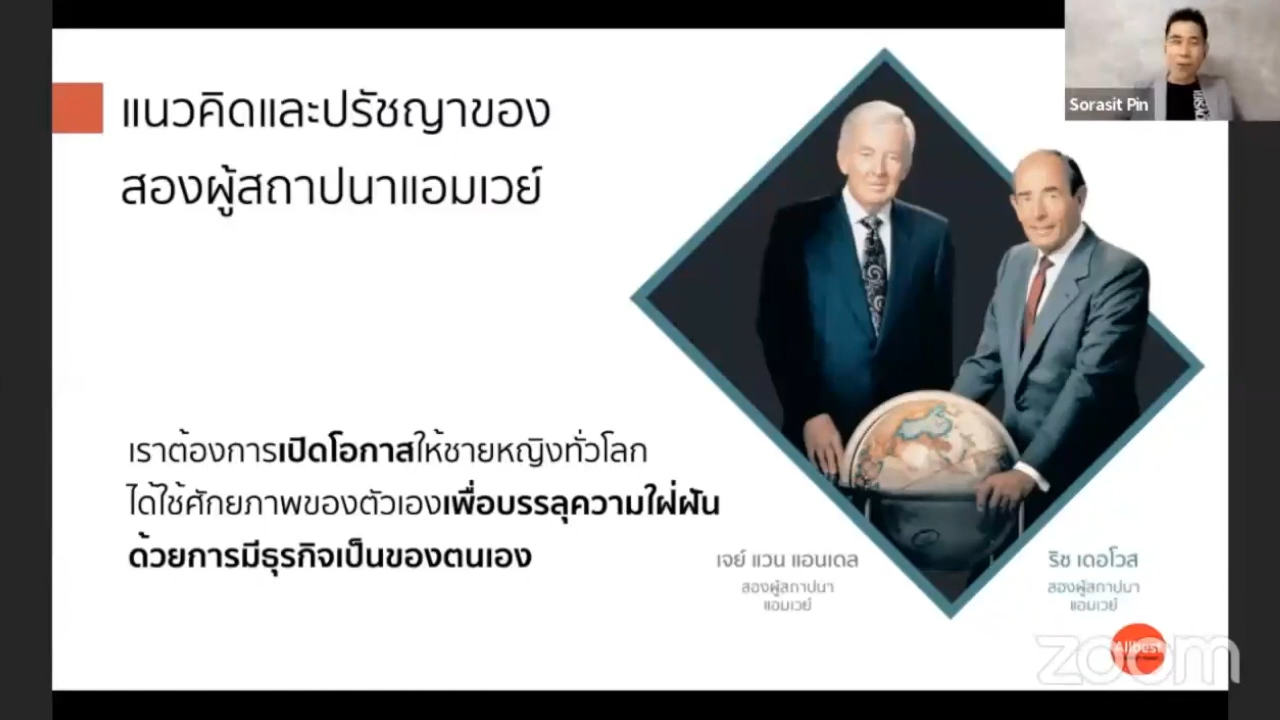 แนวคิดและปรัชญาของ
สองผู้สถาปนาแอมเวย์
Sorasit Pin
เราต้องการเปิดโอกาสให้ชายหญิงทั่วโลก
ได้ใช้ศักยภาพของตัวเองเพื่อบรรลุความใฝ่ฝัน
ด้วยการมีธุรกิจเป็นของตนเอง
เจย์ แวน แอนเดล
สองผู้สถาปนา
แอมเวย์
ริช เดอโวส
สองผู้สถาปนา
แอมเวย์
Allbest
zoom